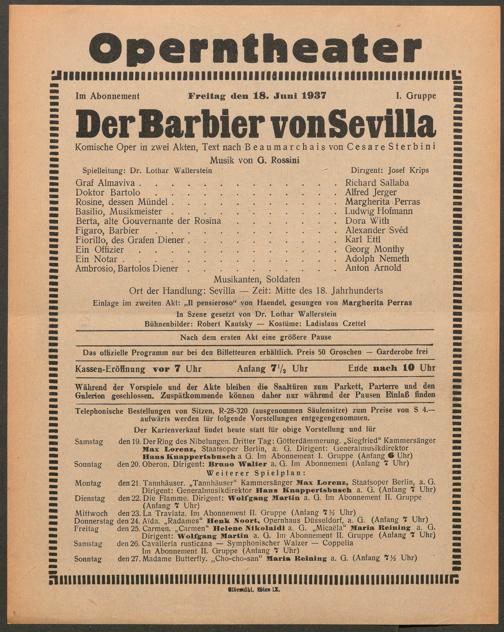 Operntheater
Im Abonnement Freitag den 18. Juni 1937 I. Gruppe
Der Barbier von Sevilla
Komische Oper in zwei Akten, Text nach Beaumarchais von Cesare Sterbini
Musik von G. Rossini
Spielleitung: Dr. Lothar Wallerstein Dirigent: Josef Krips
Graf Almaviva . . . . . . . . . . Richard Sallaba
Doktor Bartolo . . . . . . . . . . Alfred Jerger
Rosine, dessen Mündel . . . . . . . . . . Margherita Perras
Basilio, Musikmeister . . . . . . . . . . Ludwig Hofmann
Berta, alte Gouvernante der Rosina . . . . . . . . Dora With
Figaro, Barbier . . . . . . . . . . Alexander Svéd
Fiorillo, des Grafen Diener . . . . . . . . . Karl Ettl
Ein Offizier . . . . . . . . . . Georg Monthy
Ein Notar . . . . . . . . . . Adolph Nemeth
Ambrosio, Bartolos Diener . . . . . . . . . Anton Arnold
Musikanten, Soldaten
Ort der Handlung: Sevilla — Zeit: Mitte des 18. Jahrhunderts
Einlage im zweiten Akt: „Il pensieroso“ von Haendel, gesungen von Margherita Perras
In Szene gesetzt von Dr. Lothar Wallerstein
Bühnenbilder: Robert Kautsky — Kostüme: Ladislaus Czettel
Nach dem ersten Akt eine größere Pause
Das offizielle Programm nur bei den Billetteuren erhältlich. Preis 50 Groschen — Garderobe frei
Kassen-Eröffnung vor 7 Uhr Anfang 7½ Uhr Ende nach 10 Uhr
Während der Vorspiele und der Akte bleiben die Saaltüren zum Parkett, Parterre und den
Galerien geschlossen. Zuspätkommende können daher nur während der Pausen Einlaß finden
Telephonische Bestellungen von Sitzen, R-28-320 (ausgenommen Säulensitze) zum Preise von S 4.—
aufwärts werden für folgende Vorstellungen entgegengenommen.
Der Kartenverkauf findet heute statt für obige Vorstellung und für
Samstag den 19. Der Ring des Nibelungen. Dritter Tag: Götterdämmerung. „Siegfried“ Kammersänger
Max Lorenz, Staatsoper Berlin, a. G. Dirigent: Generalmusikdirektor
Hans Knappertsbusch a G. Im Abonnement I. Gruppe (Anfang 6 Uhr)
Sonntag den 20. Oberon. Dirigent: Bruno Walter a. G. Im Abonnement (Anfang 7 Uhr)
Weiterer Spielplan:
Montag den 21. Tannhäuser. „Tannhäuser“ Kammersänger Max Lorenz, Staatsoper Berlin, a. G.
Dirigent: Generalmusikdirektor Hans Knappertsbusch a. G. (Anfang 7 Uhr)
Dienstag den 22. Die Flamme. Dirigent: Wolfgang Martin a. G. Im Abonnement II. Gruppe
(Anfang 7 Uhr)
Mittwoch den 23. La Traviata. Im Abonnement II. Gruppe (Anfang 7½ Uhr)
Donnerstag den 24. Aida. „Radames“ Henk Noort, Opernhaus Düsseldorf, a. G. (Anfang 7 Uhr)
Freitag den 25. Carmen. „Carmen“ Helene Nikolaidi a. G. „Micaëla“ Maria Reining a. G.
Dirigent: Wolfgang Martin a. G. Im Abonnement II. Gruppe (Anfang 7 Uhr)
Samstag den 26. Cavalleria rusticana — Symphonischer Walzer — Coppelia
Im Abonnement II. Gruppe (Anfang 7 Uhr)
Sonntag den 27. Madame Butterfly. „Cho-cho-san“ Maria Reining a. G. (Anfang 7½ Uhr)